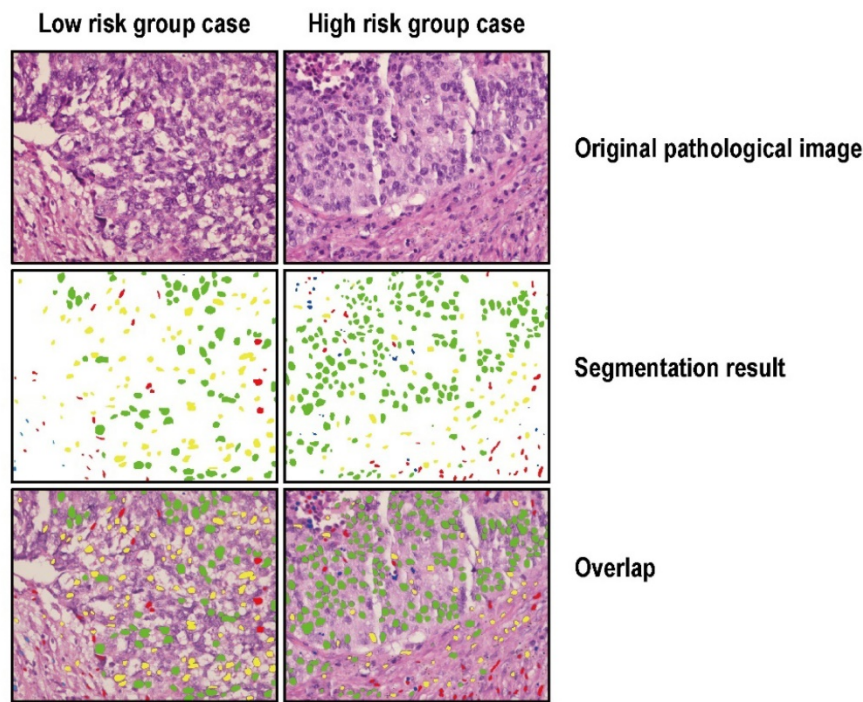 Low risk group case
High risk group case
Original pathological image
Segmentation result
Overlap